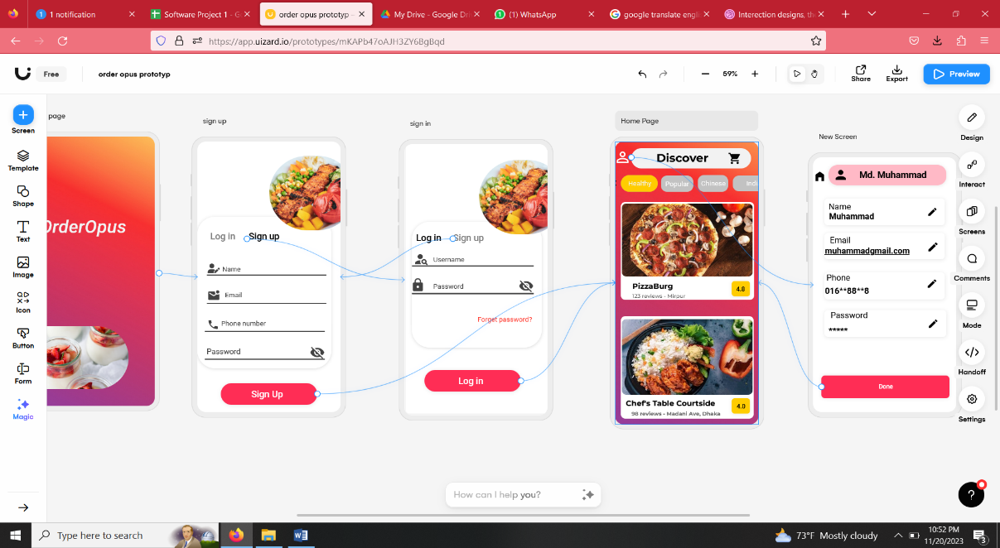 1 notification
Software Project 1 - G
order opus prototyp –
My Drive - Google Dri
(1) WhatsApp
google translate engli
Interection designs, the
https://app.uizard.io/prototypes/mKAPb47oAJH3ZY6BgBqd
Free
order opus prototyp
59%
Share
Export
Preview
Screen
Template
Shape
Text
Image
Icon
Button
Form
Magic
page
OrderOpus
sign up
Log in
Sign up
Name
Email
Phone number
Password
Sign Up
sign in
Log in
Sign up
Username
Password
Forget password?
Log in
Home Page
Discover
Healthy
Popular
Chinese
Indi
PizzaBurg
4.8
123 reviews - Mirpur
Chef's Table Courtside
4.0
98 reviews - Madani Ave, Dhaka
New Screen
Md. Muhammad
Name
Muhammad
Email
muhammadgmail.com
Phone
016**88**8
Password
*****
Done
Design
Interact
Screens
Comments
Mode
Handoff
Settings
How can I help you?
?
Type here to search
73°F Mostly cloudy
10:52 PM
11/20/2023
3